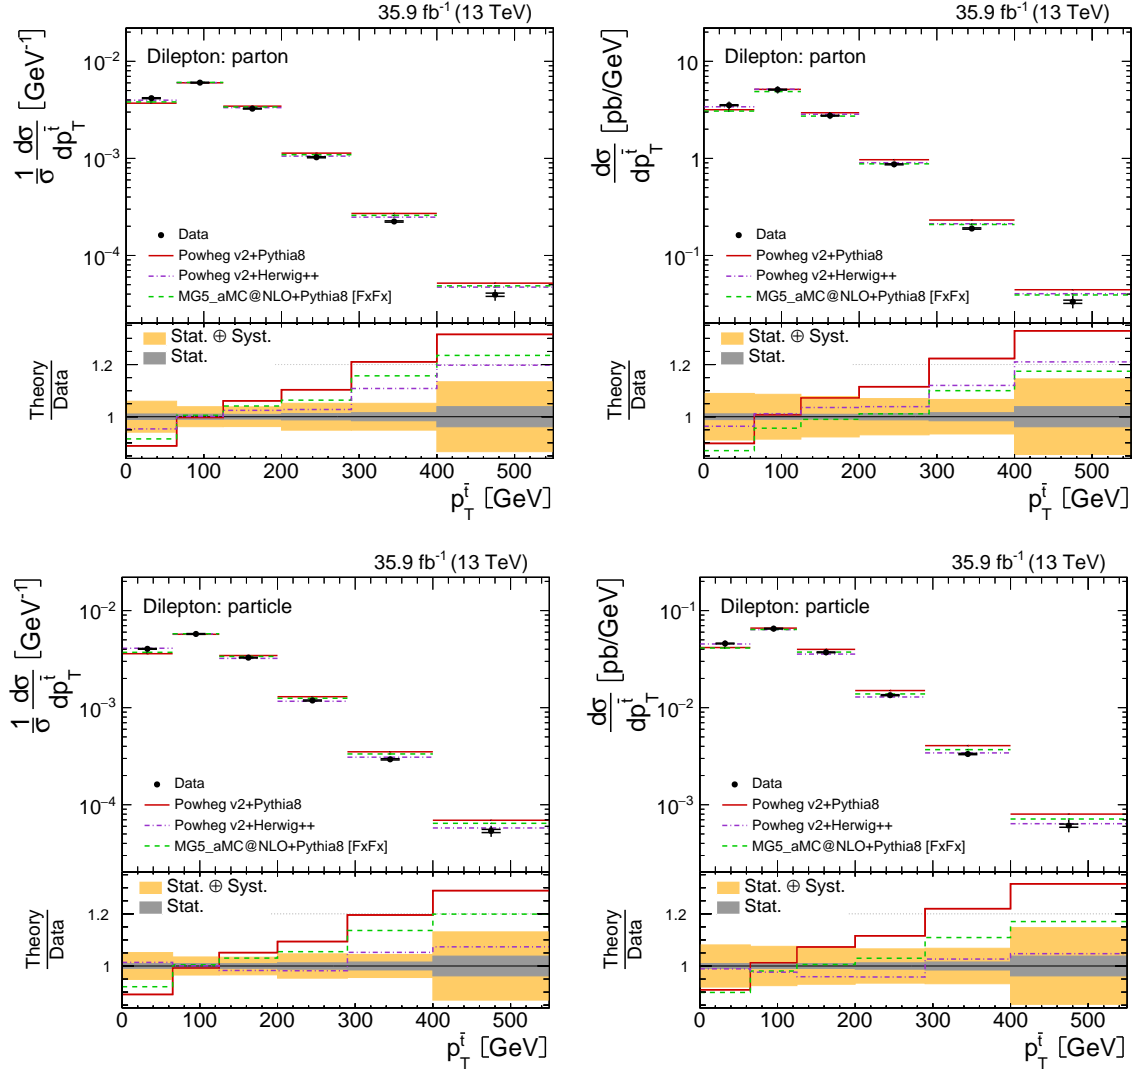 35.9 fb⁻¹ (13 TeV)
Dilepton: parton
1/σ dσ/dp_T^t̄ [GeV⁻¹]
10⁻²
10⁻³
10⁻⁴
Data
Powheg v2+Pythia8
Powheg v2+Herwig++
MG5_aMC@NLO+Pythia8 [FxFx]
Stat. ⊕ Syst.
Stat.
Theory
Data
1.2
1
0 100 200 300 400 500
p_T^t̄ [GeV]
35.9 fb⁻¹ (13 TeV)
Dilepton: parton
dσ/dp_T^t̄ [pb/GeV]
10
1
10⁻¹
Data
Powheg v2+Pythia8
Powheg v2+Herwig++
MG5_aMC@NLO+Pythia8 [FxFx]
Stat. ⊕ Syst.
Stat.
Theory
Data
1.2
1
0 100 200 300 400 500
p_T^t̄ [GeV]
35.9 fb⁻¹ (13 TeV)
Dilepton: particle
1/σ dσ/dp_T^t̄ [GeV⁻¹]
10⁻²
10⁻³
10⁻⁴
Data
Powheg v2+Pythia8
Powheg v2+Herwig++
MG5_aMC@NLO+Pythia8 [FxFx]
Stat. ⊕ Syst.
Stat.
Theory
Data
1.2
1
0 100 200 300 400 500
p_T^t̄ [GeV]
35.9 fb⁻¹ (13 TeV)
Dilepton: particle
dσ/dp_T^t̄ [pb/GeV]
10⁻¹
10⁻²
10⁻³
Data
Powheg v2+Pythia8
Powheg v2+Herwig++
MG5_aMC@NLO+Pythia8 [FxFx]
Stat. ⊕ Syst.
Stat.
Theory
Data
1.2
1
0 100 200 300 400 500
p_T^t̄ [GeV]